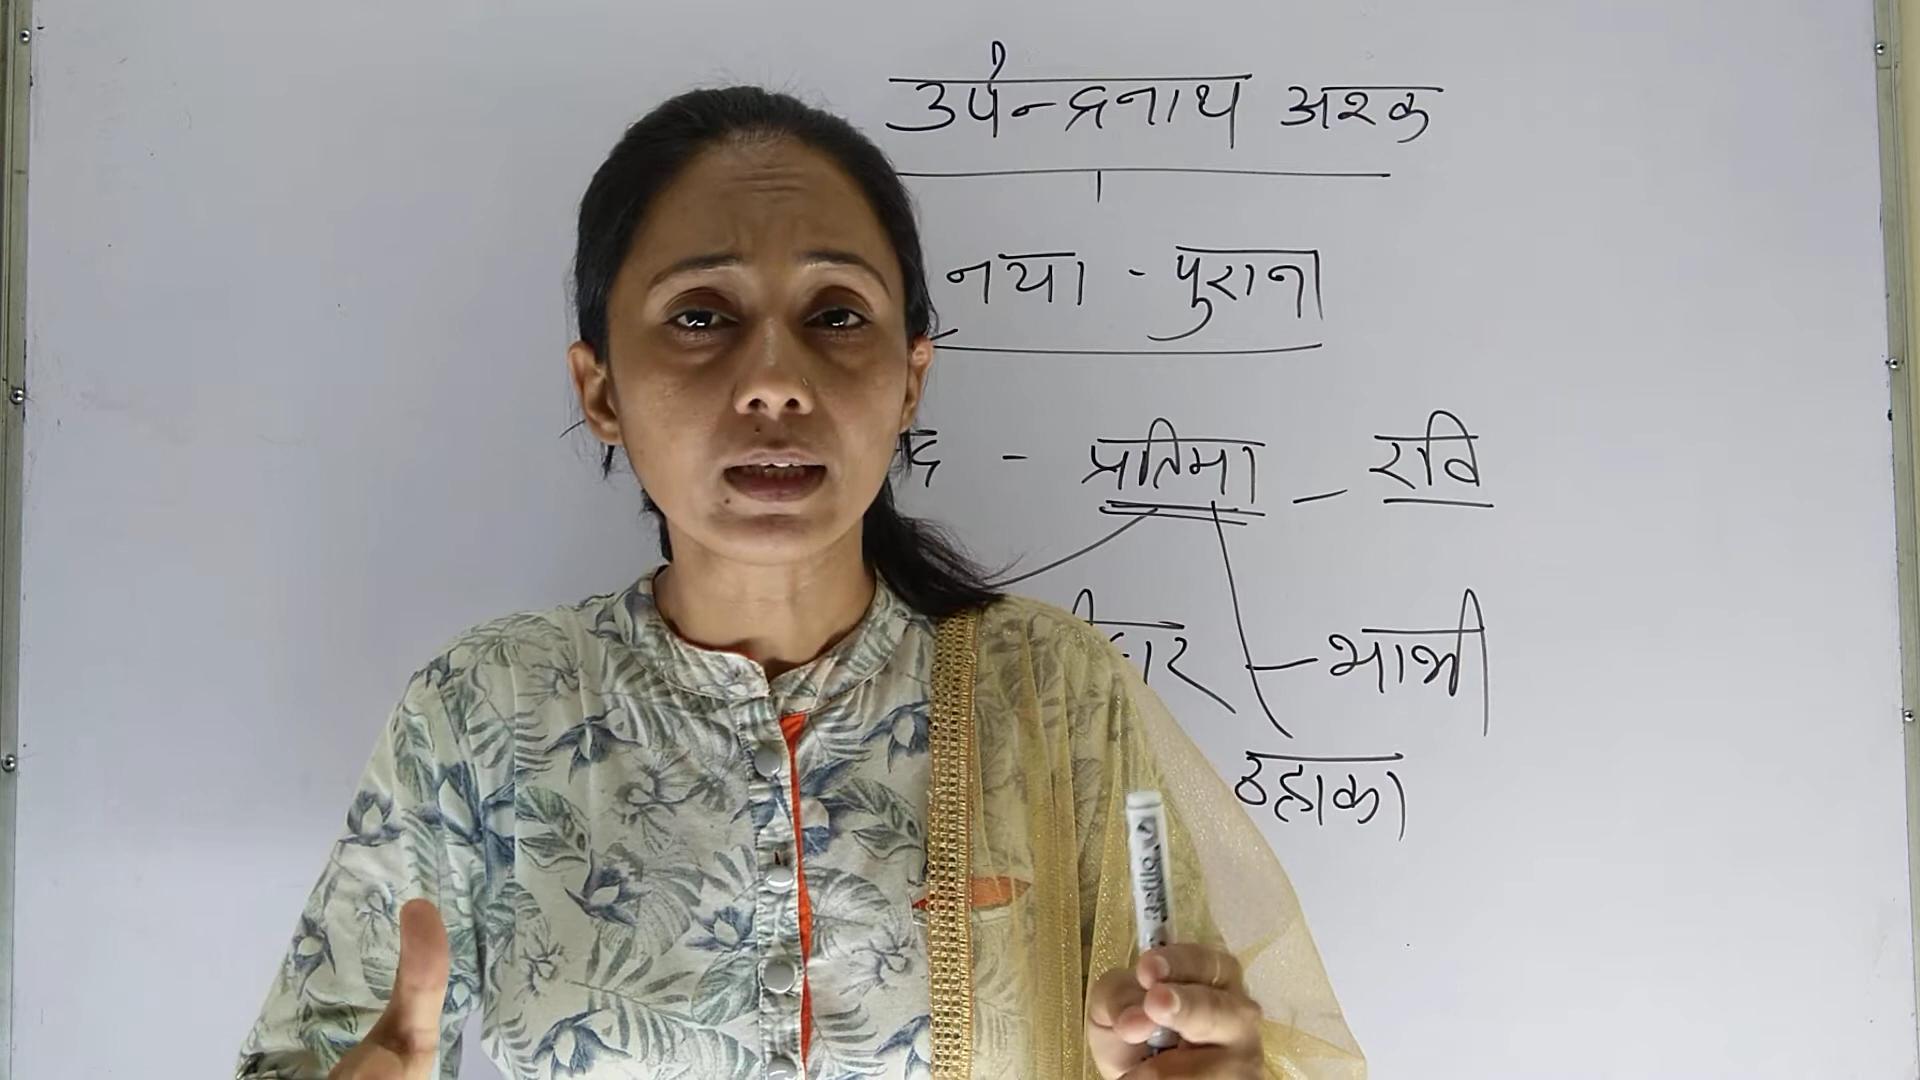 उपेन्द्रनाथ अश्क
नया - पुराना
- प्रतिमा - रवि
भाभी
ठहाका